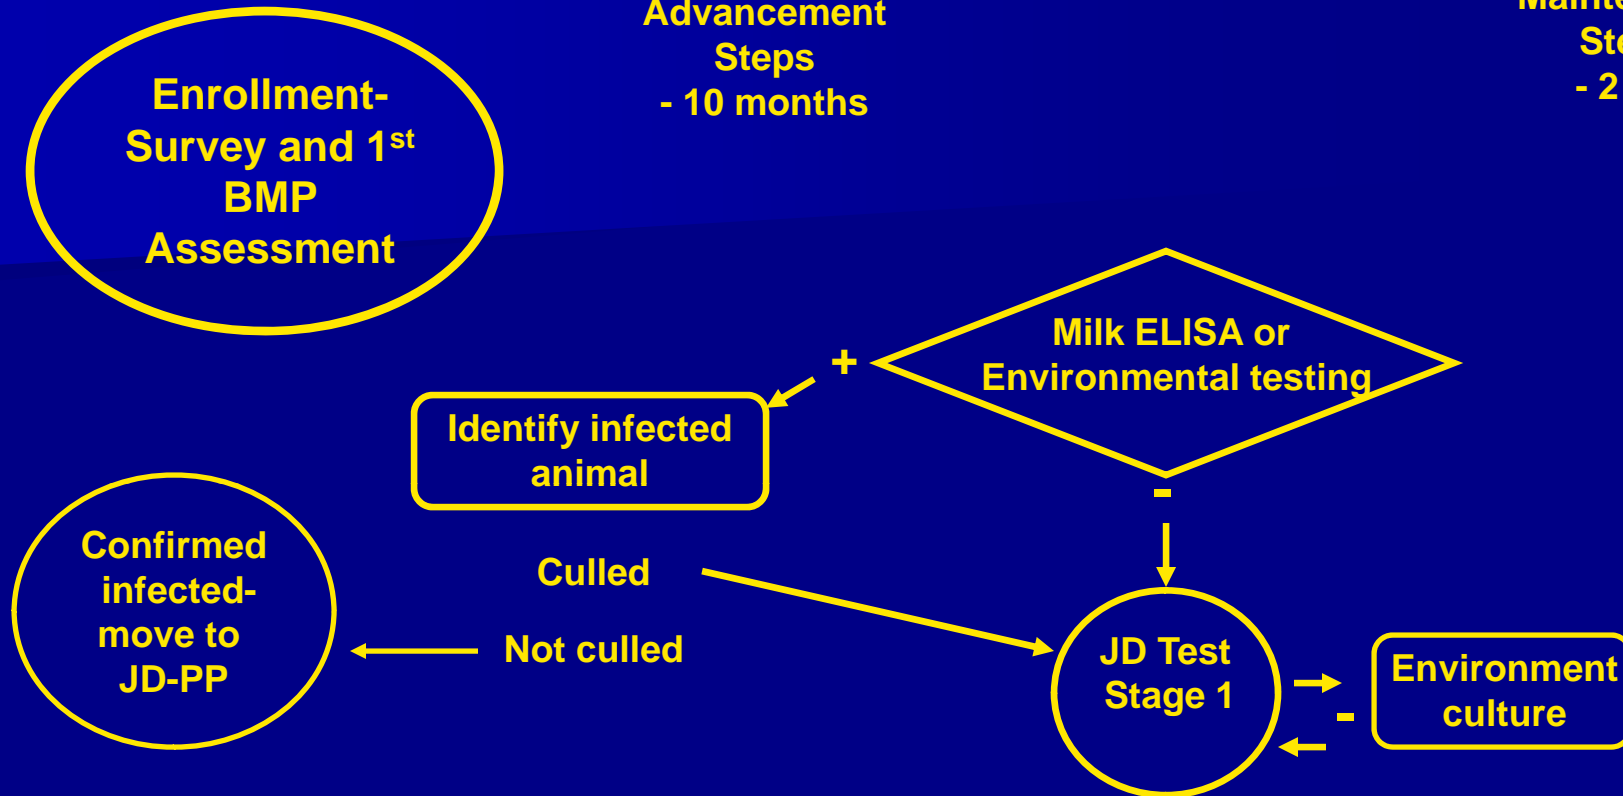 Advancement
Steps
- 10 months
- 2
Enrollment-
Survey and 1st
BMP
Assessment
Milk ELISA or
Environmental testing
+
-
Identify infected
animal
Confirmed
infected-
move to
JD-PP
Culled
Not culled
JD Test
Stage 1
-
Environment
culture